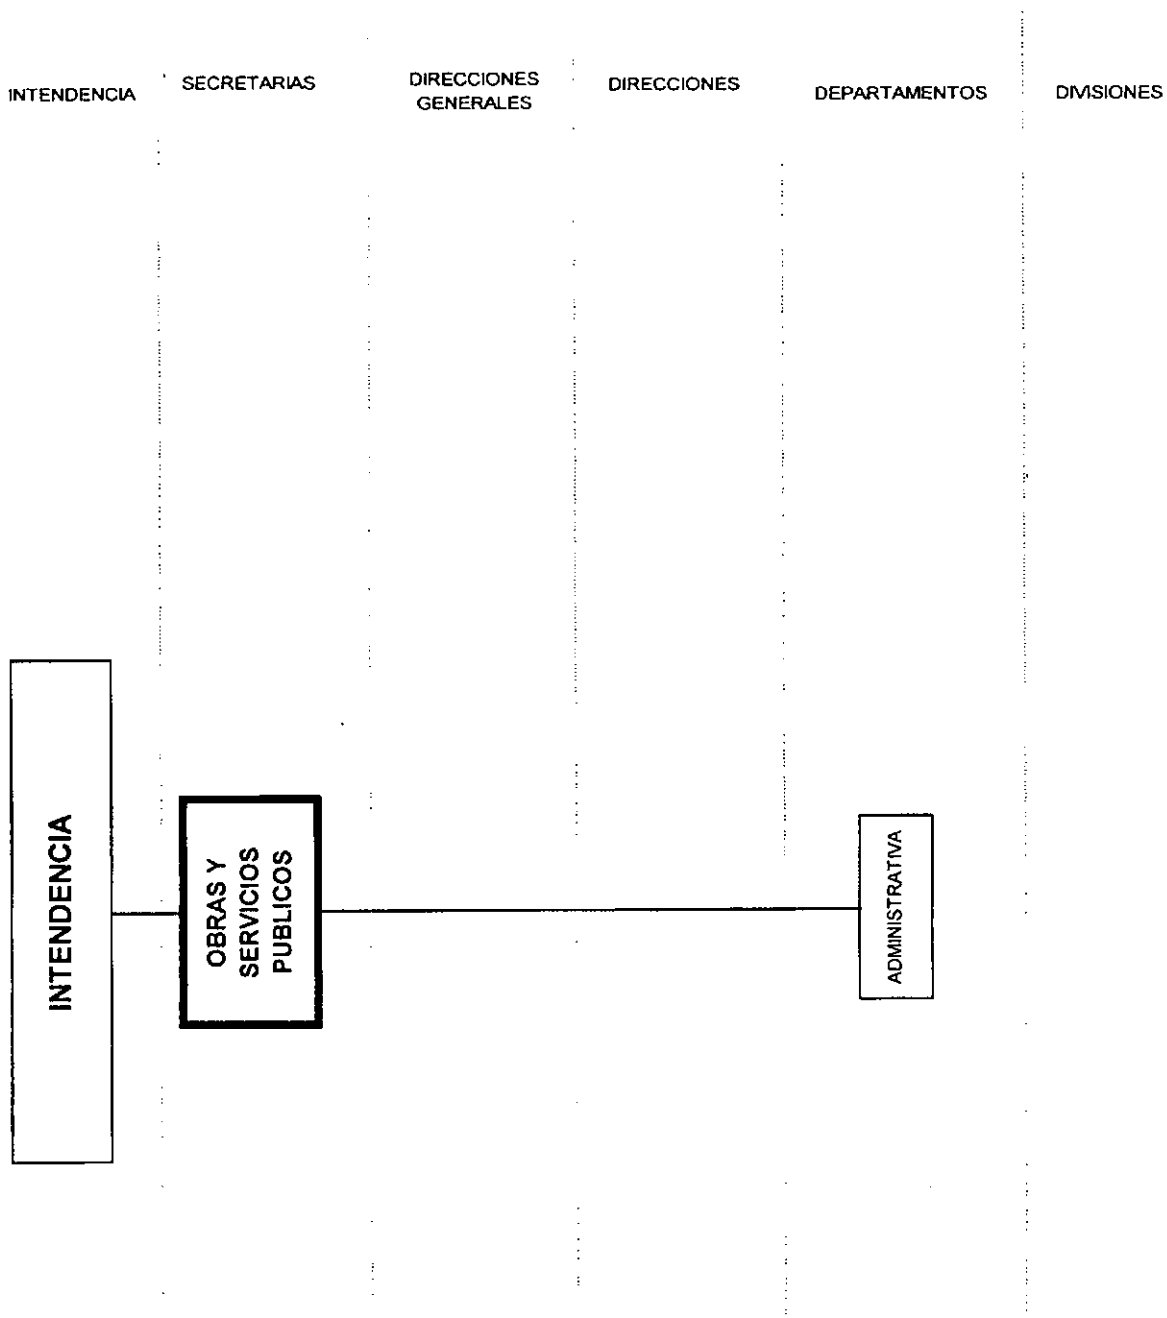 INTENDENCIA
SECRETARIAS
DIRECCIONES
GENERALES
DIRECCIONES
DEPARTAMENTOS
DIVISIONES
INTENDENCIA
OBRAS Y
SERVICIOS
PUBLICOS
ADMINISTRATIVA